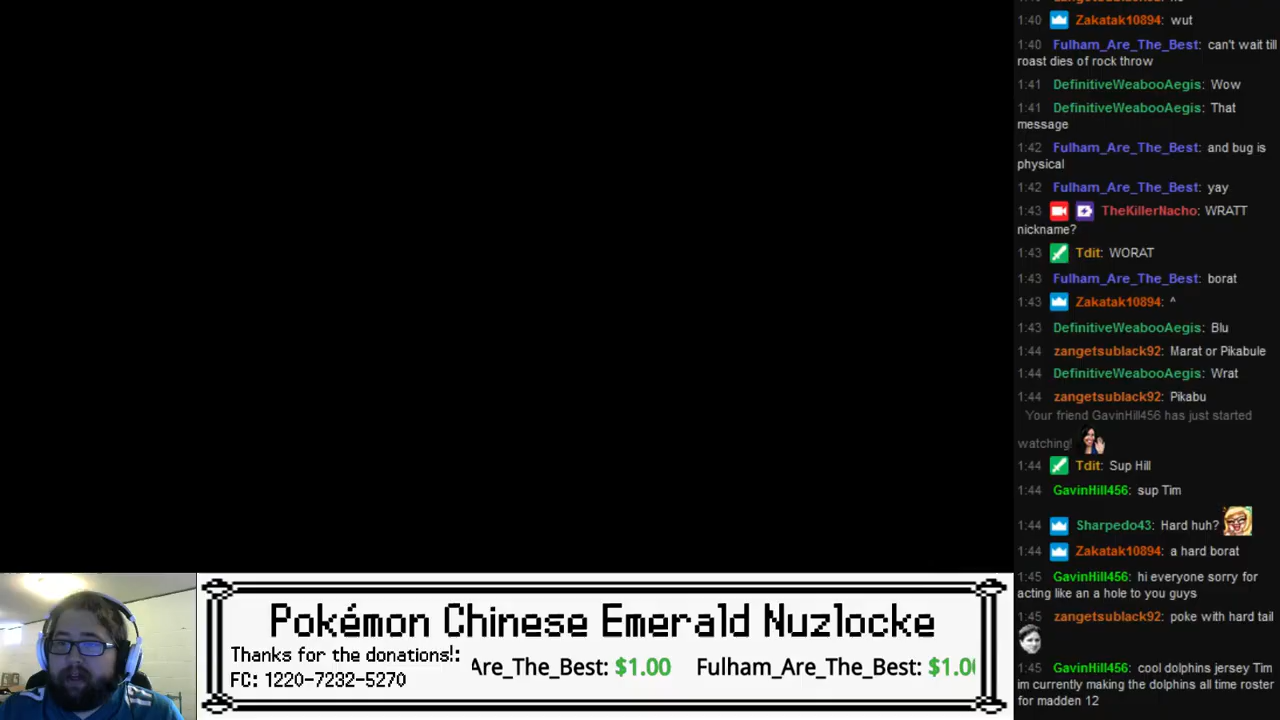 1:40 Zakatak10894: wut
1:40 Fulham_Are_The_Best: can't wait till
roast dies of rock throw
1:41 DefinitiveWeabooAegis: Wow
1:41 DefinitiveWeabooAegis: That
message
1:42 Fulham_Are_The_Best: and bug is
physical
1:42 Fulham_Are_The_Best: yay
1:43 TheKillerNacho: WRATT
nickname?
1:43 Tdit: WORAT
1:43 Fulham_Are_The_Best: borat
1:43 Zakatak10894: ^
1:43 DefinitiveWeabooAegis: Blu
1:44 zangetsublack92: Marat or Pikabule
1:44 DefinitiveWeabooAegis: Wrat
1:44 zangetsublack92: Pikabu
Your friend GavinHill456 has just started
watching!
1:44 Tdit: Sup Hill
1:44 GavinHill456: sup Tim
1:44 Sharpedo43: Hard huh?
1:44 Zakatak10894: a hard borat
1:45 GavinHill456: hi everyone sorry for
acting like an a hole to you guys
1:45 zangetsublack92: poke with hard tail
1:45 GavinHill456: cool dolphins jersey Tim
im currently making the dolphins all time roster
for madden 12
Pokémon Chinese Emerald Nuzlocke
Thanks for the donations!:
FC: 1220-7232-5270
Are_The_Best: $1.00 Fulham_Are_The_Best: $1.00